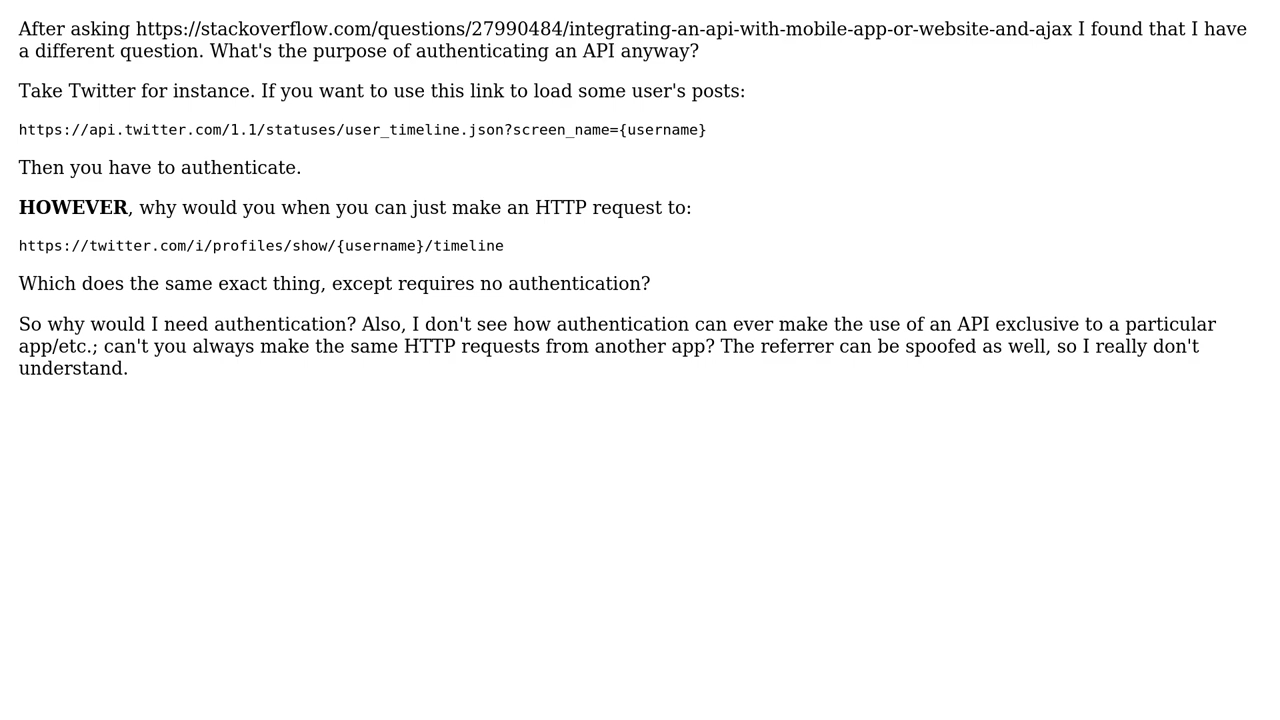 After asking https://stackoverflow.com/questions/27990484/integrating-an-api-with-mobile-app-or-website-and-ajax I found that I have
a different question. What's the purpose of authenticating an API anyway?
Take Twitter for instance. If you want to use this link to load some user's posts:
https://api.twitter.com/1.1/statuses/user_timeline.json?screen_name={username}
Then you have to authenticate.
HOWEVER, why would you when you can just make an HTTP request to:
https://twitter.com/i/profiles/show/{username}/timeline
Which does the same exact thing, except requires no authentication?
So why would I need authentication? Also, I don't see how authentication can ever make the use of an API exclusive to a particular
app/etc.; can't you always make the same HTTP requests from another app? The referrer can be spoofed as well, so I really don't
understand.